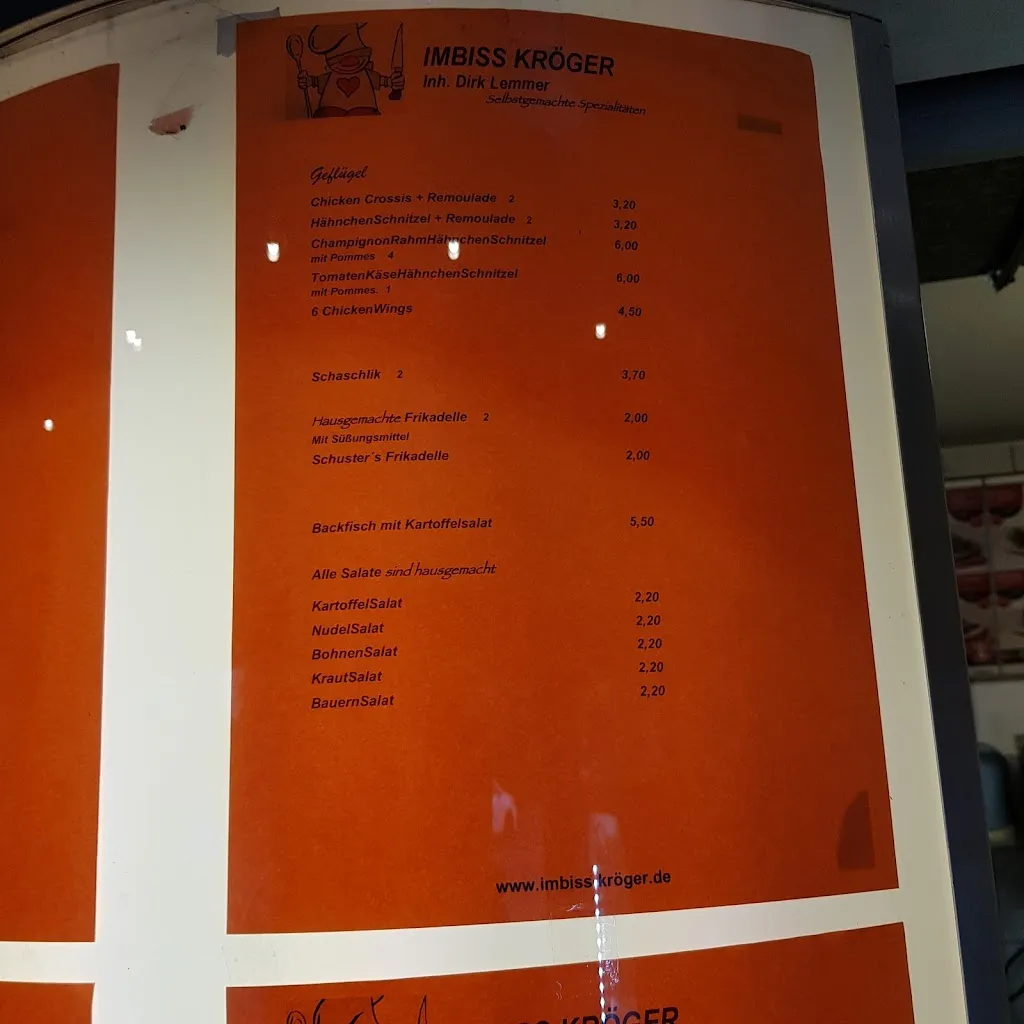 IMBISS KRÖGER
Inh. Dirk Lemmer
Selbstgemachte Spezialitäten
Geflügel
Chicken Crossis + Remoulade 2 3,20
HähnchenSchnitzel + Remoulade 2 3,20
ChampignonRahmHähnchenSchnitzel 6,00
mit Pommes 4
TomatenKäseHähnchenSchnitzel 6,00
mit Pommes. 1
6 ChickenWings 4,50
Schaschlik 2 3,70
Hausgemachte Frikadelle 2 2,00
Mit Süßungsmittel
Schuster´s Frikadelle 2,00
Backfisch mit Kartoffelsalat 5,50
Alle Salate sind hausgemacht
KartoffelSalat 2,20
NudelSalat 2,20
BohnenSalat 2,20
KrautSalat 2,20
BauernSalat 2,20
www.imbiss-kröger.de
KRÖGER